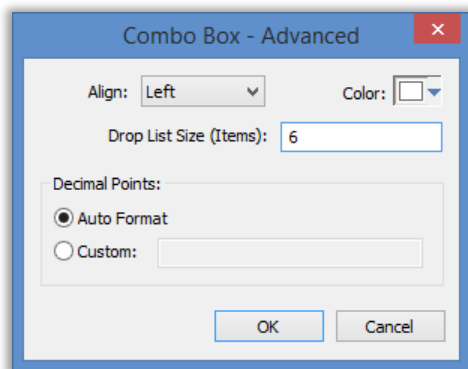 Combo Box - Advanced
Align: Left Color:
Drop List Size (Items): 6
Decimal Points:
Auto Format
Custom:
OK Cancel